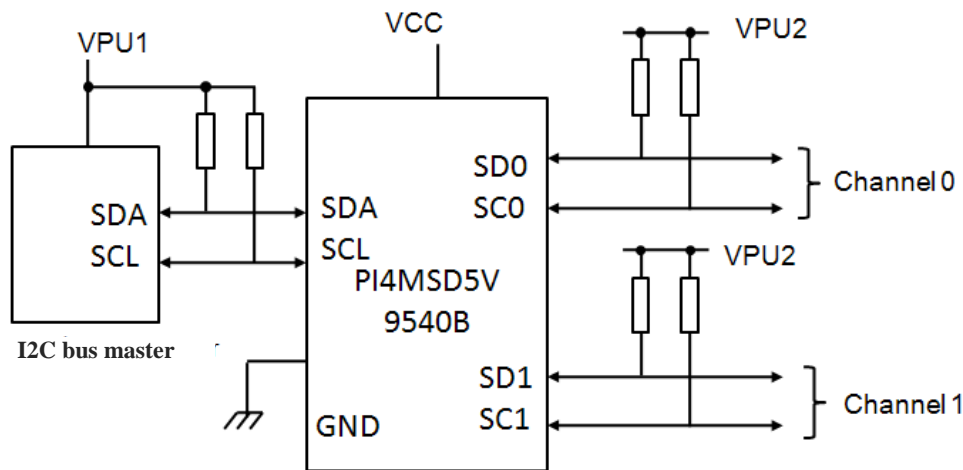 VPU1
VCC
VPU2
SDA
SCL
I2C bus master
SDA
SCL
PI4MSD5V
9540B
GND
SD0
SC0
Channel 0
VPU2
SD1
SC1
Channel 1